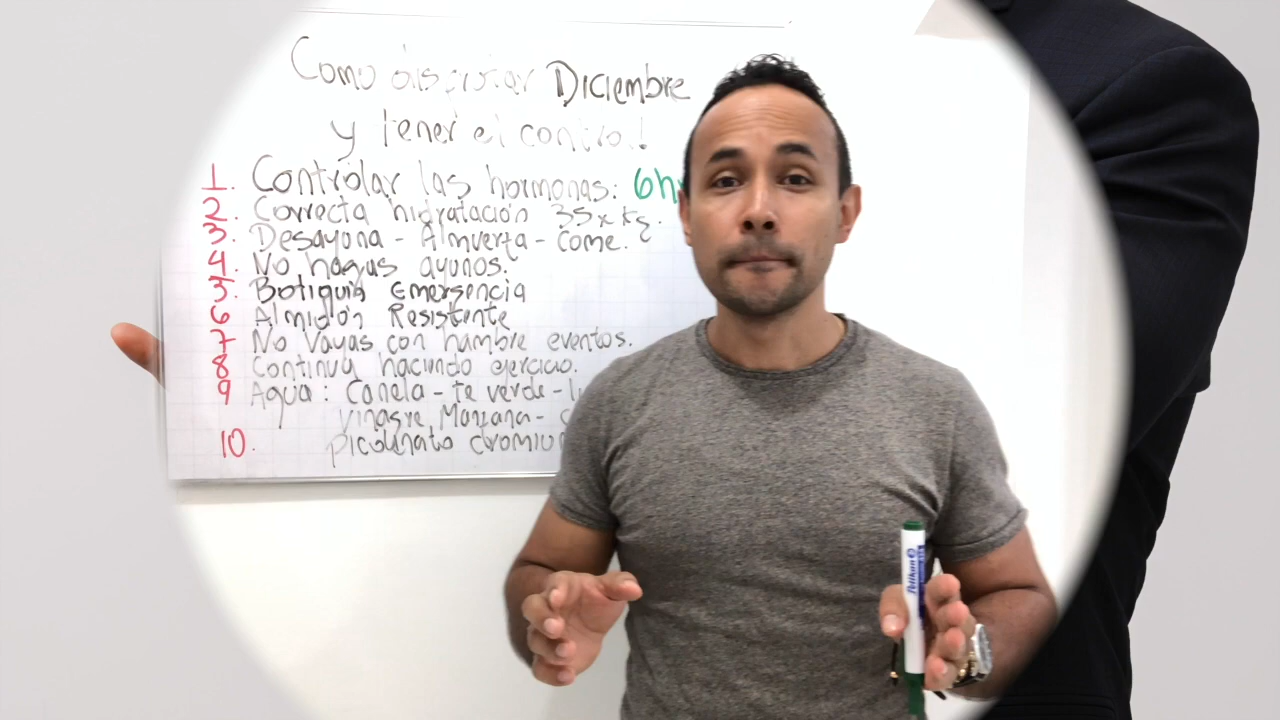 Como disfrutar Diciembre
y tener el control!
1. Controlar las hormonas: 6h
2. Correcta hidratación 35 x kg.
3. Desayuna - Almuerza - Come.
4 No hagas ayunos.
5 Botiquín Emergencia
6 Almidón Resistente
7 No Vayas con hambre eventos.
8 Continua haciendo ejercicio.
9 Agua: Canela - te verde -
vinagre Manzana -
10. picolinato
Pelikan